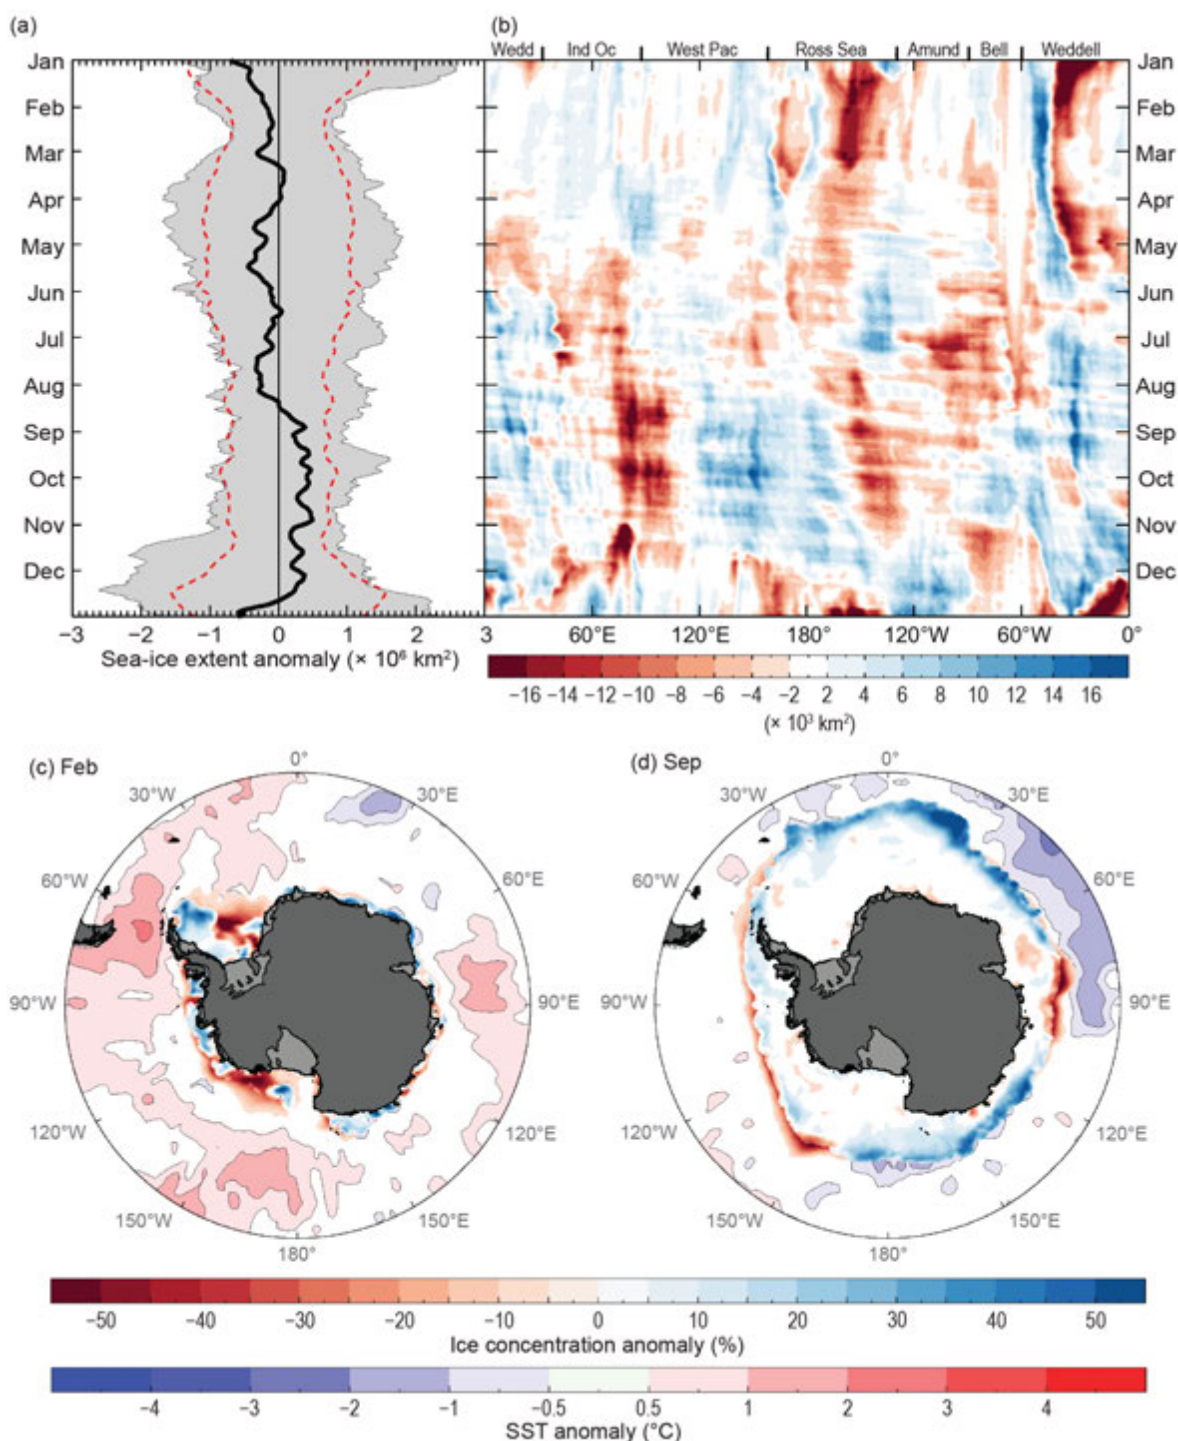 (a)
(b)
Wedd Ind Oc West Pac Ross Sea Amund Bell Weddell
Jan Jan
Feb Feb
Mar Mar
Apr Apr
May May
Jun Jun
Jul Jul
Aug Aug
Sep Sep
Oct Oct
Nov Nov
Dec Dec
−3 −2 −1 0 1 2 3 60°E 120°E 180° 120°W 60°W 0°
Sea-ice extent anomaly (× 10⁶ km²)
−16 −14 −12 −10 −8 −6 −4 −2 2 4 6 8 10 12 14 16
(× 10³ km²)
(c) Feb
0°
30°W 30°E
60°W 60°E
90°W 90°E
120°W 120°E
150°W 150°E
180°
(d) Sep
0°
30°W 30°E
60°W 60°E
90°W 90°E
120°W 120°E
150°W 150°E
180°
−50 −40 −30 −20 −10 0 10 20 30 40 50
Ice concentration anomaly (%)
−4 −3 −2 −1 −0.5 0.5 1 2 3 4
SST anomaly (°C)